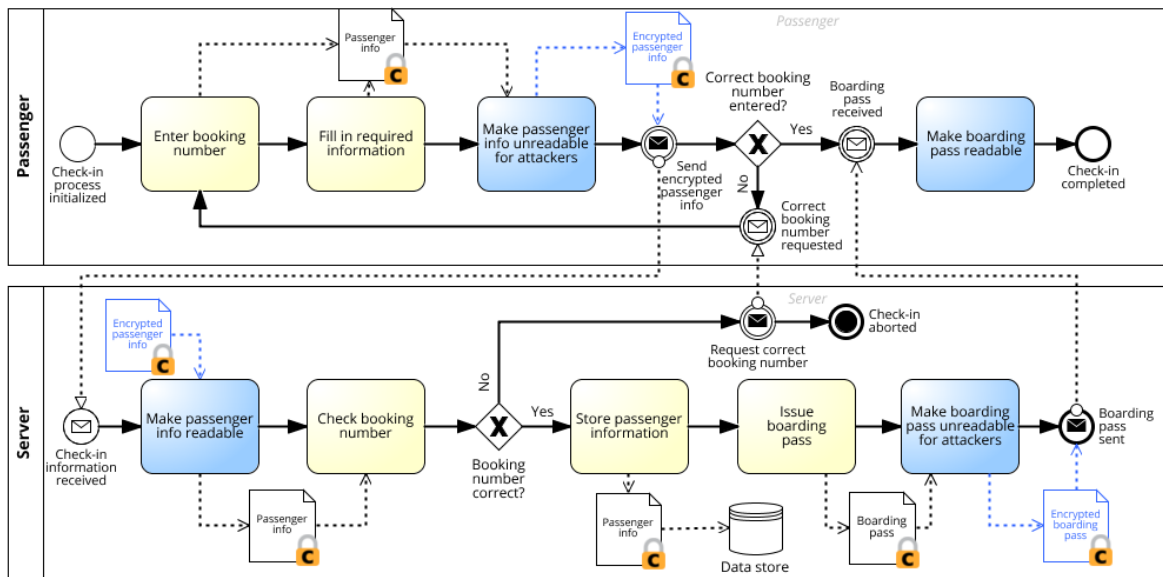 Passenger
Passenger
Passenger
info
C
Encrypted
passenger
info
C
Correct booking
number
entered?
Boarding
pass
received
Enter booking
number
Fill in required
information
Make passenger
info unreadable
for attackers
X
Yes
Make boarding
pass readable
Check-in
process
initialized
Send
encrypted
passenger
info
No
Correct
booking
number
requested
Check-in
completed
Server
Server
Encrypted
passenger
info
C
Check-in
aborted
Request correct
booking number
No
Make passenger
info readable
Check booking
number
X
Yes
Store passenger
information
Issue
boarding
pass
Make boarding
pass unreadable
for attackers
Boarding
pass
sent
Check-in
information
received
Booking
number
correct?
Passenger
info
C
Passenger
info
C
Data store
Boarding
pass
C
Encrypted
boarding
pass
C